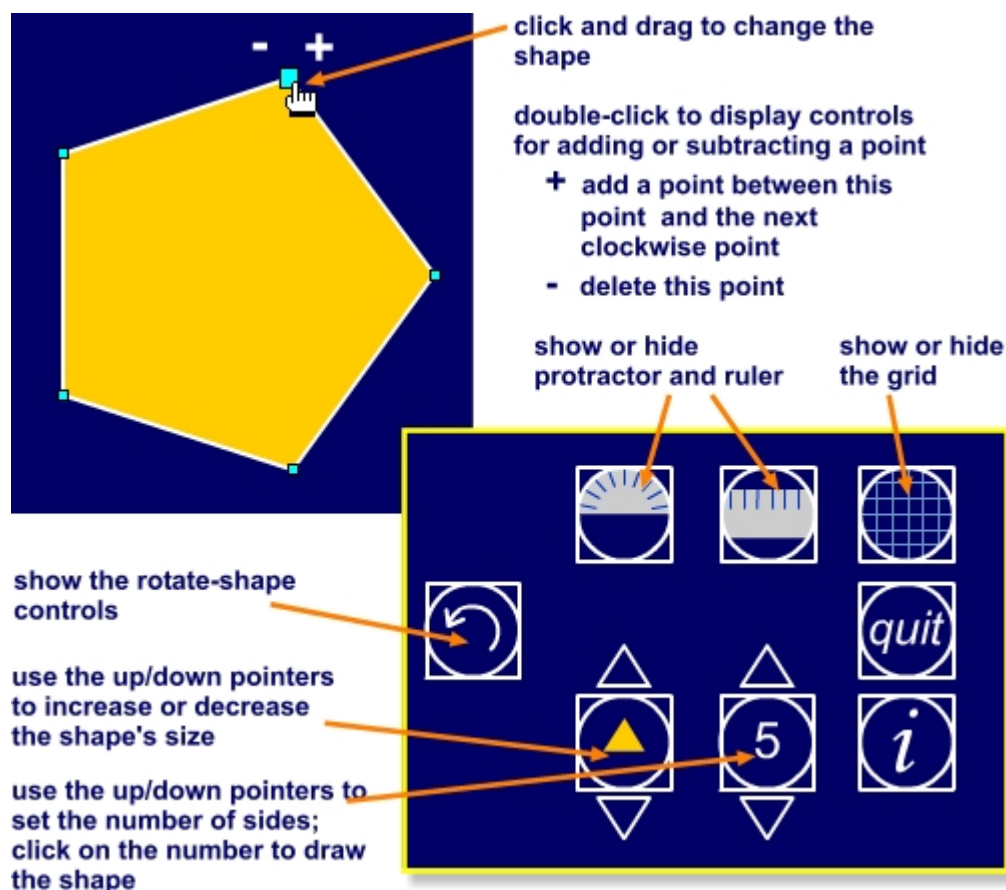 - +
click and drag to change the
shape
double-click to display controls
for adding or subtracting a point
+ add a point between this
point and the next
clockwise point
- delete this point
show or hide
protractor and ruler
show or hide
the grid
show the rotate-shape
controls
quit
use the up/down pointers
to increase or decrease
the shape's size
5
i
use the up/down pointers to
set the number of sides;
click on the number to draw
the shape